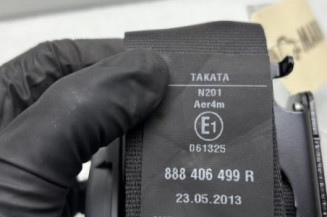 TAKATA
N201
Aer4m
E1
061325
888 406 499 R
23.05.2013